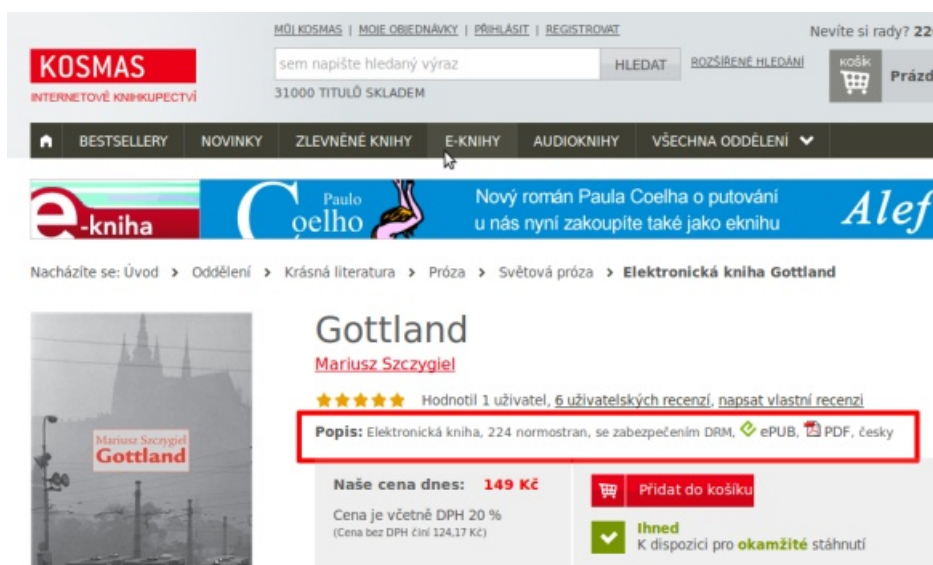 MŮJ KOSMAS | MOJE OBJEDNÁVKY | PŘIHLÁSIT | REGISTROVAT
Nevíte si rady? 22
KOSMAS
INTERNETOVÉ KNIHKUPECTVÍ
sem napište hledaný výraz
HLEDAT
ROZŠÍŘENÉ HLEDÁNÍ
KOŠÍK
Prázd
31000 TITULŮ SKLADEM
BESTSELLERY NOVINKY ZLEVNĚNÉ KNIHY E-KNIHY AUDIOKNIHY VŠECHNA ODDĚLENÍ
e-kniha
Paulo
Coelho
Nový román Paula Coelha o putování
u nás nyní zakoupíte také jako eknihu
Alef
Nacházíte se: Úvod > Oddělení > Krásná literatura > Próza > Světová próza > Elektronická kniha Gottland
Mariusz Szczygieł
Gottland
Gottland
Mariusz Szczygiel
Hodnotil 1 uživatel, 6 uživatelských recenzí, napsat vlastní recenzi
Popis: Elektronická kniha, 224 normostran, se zabezpečením DRM, ePUB, PDF, česky
Naše cena dnes: 149 Kč
Cena je včetně DPH 20 %
(Cena bez DPH činí 124,17 Kč)
Přidat do košíku
Ihned
K dispozici pro okamžité stáhnutí